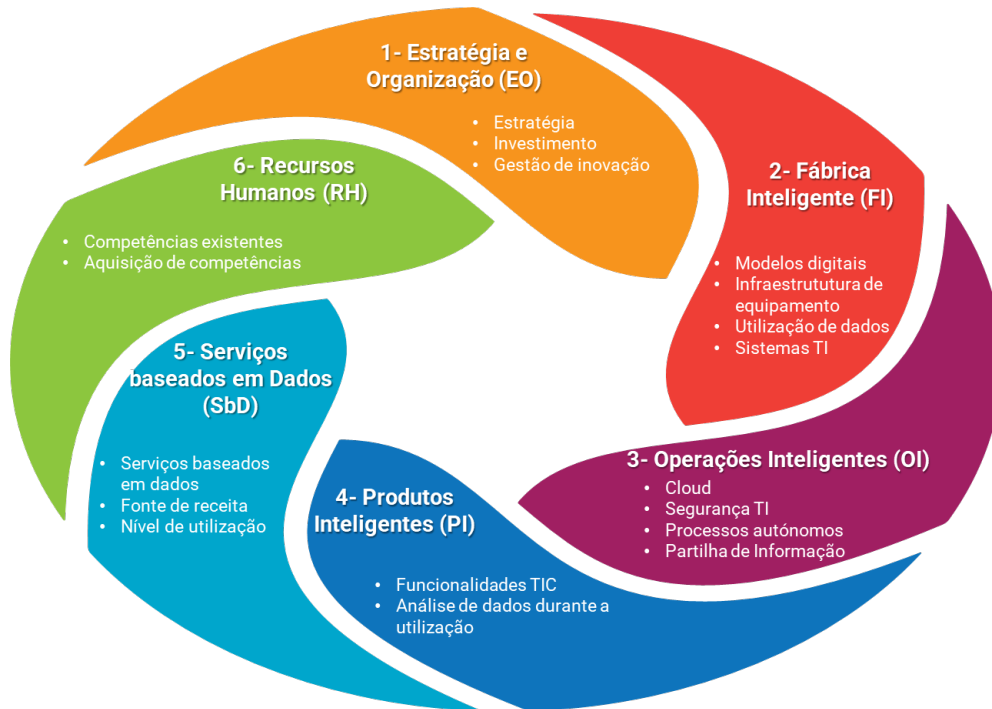 1- Estratégia e
Organização (EO)
• Estratégia
• Investimento
• Gestão de inovação
2- Fábrica
Inteligente (FI)
• Modelos digitais
• Infraestrututura de
equipamento
• Utilização de dados
• Sistemas TI
3- Operações Inteligentes (OI)
• Cloud
• Segurança TI
• Processos autónomos
• Partilha de Informação
4- Produtos
Inteligentes (PI)
• Funcionalidades TIC
• Análise de dados durante a
utilização
5- Serviços
baseados em Dados
(SbD)
• Serviços baseados
em dados
• Fonte de receita
• Nível de utilização
6- Recursos
Humanos (RH)
• Competências existentes
• Aquisição de competências